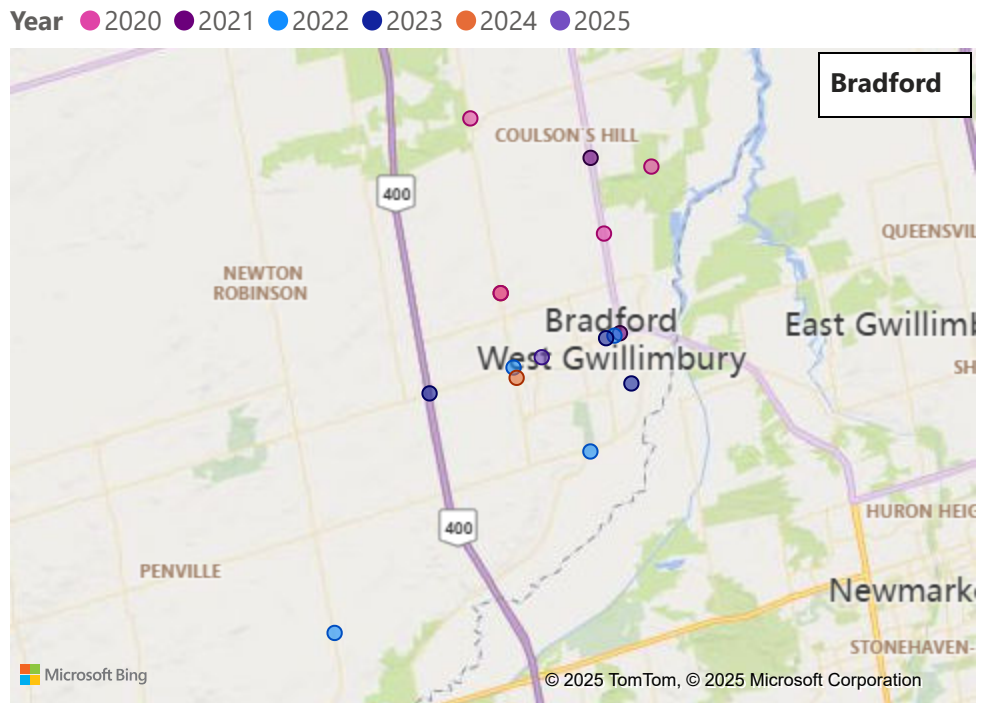 Year 2020 2021 2022 2023 2024 2025
Bradford
COULSON'S HILL
400
QUEENSVIL
NEWTON
ROBINSON
Bradford
West Gwillimbury
East Gwillimb
SH
HURON HEIG
400
PENVILLE
Newmark
STONEHAVEN-
Microsoft Bing
© 2025 TomTom, © 2025 Microsoft Corporation